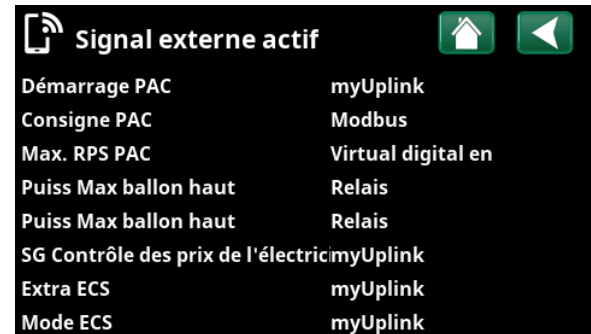 Signal externe actif
Démarrage PAC myUplink
Consigne PAC Modbus
Max. RPS PAC Virtual digital en
Puiss Max ballon haut Relais
Puiss Max ballon haut Relais
SG Contrôle des prix de l'électrici myUplink
Extra ECS myUplink
Mode ECS myUplink